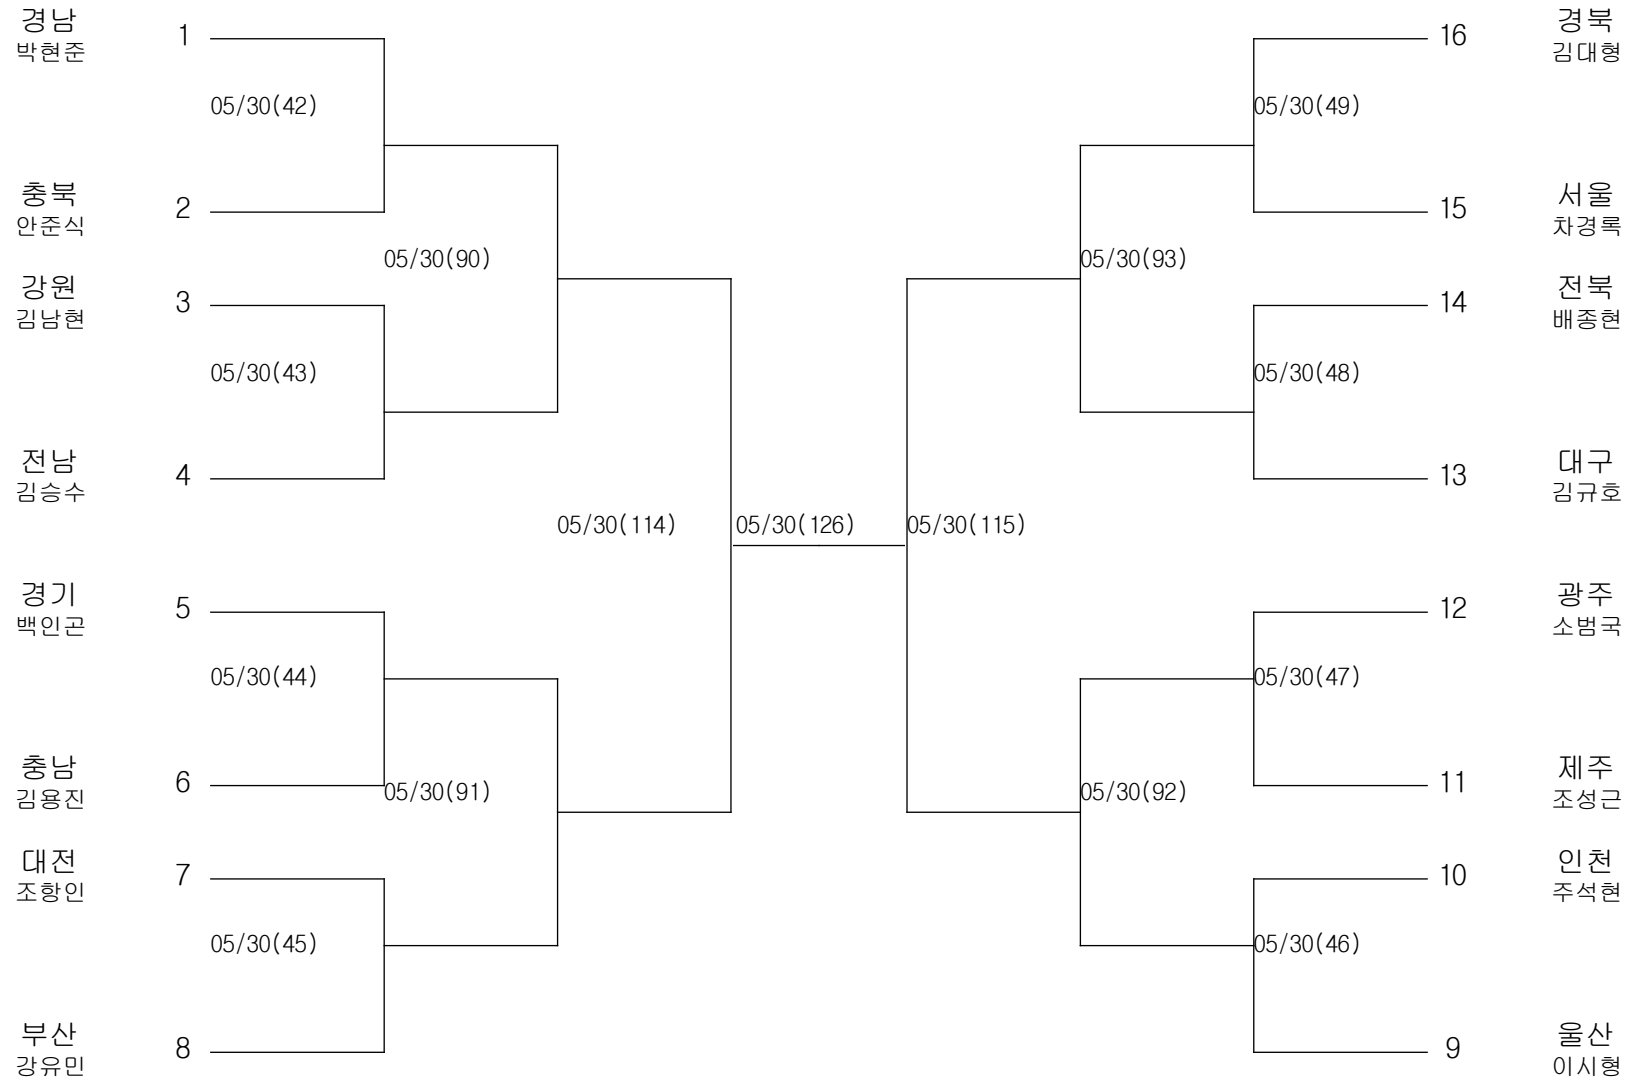 경남
박현준
1
05/30(42)
충북
안준식
2
05/30(90)
강원
김남현
3
05/30(43)
전남
김승수
4
05/30(114)
경기
백인곤
5
05/30(44)
충남
김용진
6
05/30(91)
대전
조항인
7
05/30(45)
부산
강유민
8
05/30(126)
16
경북
김대형
05/30(49)
15
서울
차경록
05/30(93)
14
전북
배종현
05/30(48)
13
대구
김규호
05/30(115)
12
광주
소범국
05/30(47)
11
제주
조성근
05/30(92)
10
인천
주석현
05/30(46)
9
울산
이시형